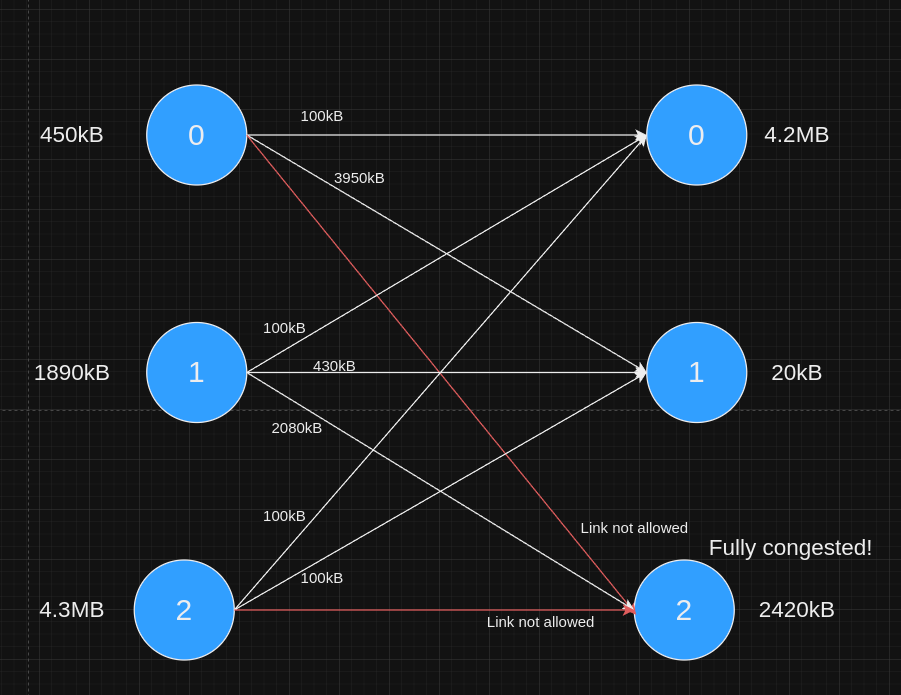 100kB
450kB
0
0
4.2MB
3950kB
100kB
430kB
1890kB
1
1
20kB
2080kB
100kB
Link not allowed
Fully congested!
100kB
4.3MB
2
2
2420kB
Link not allowed